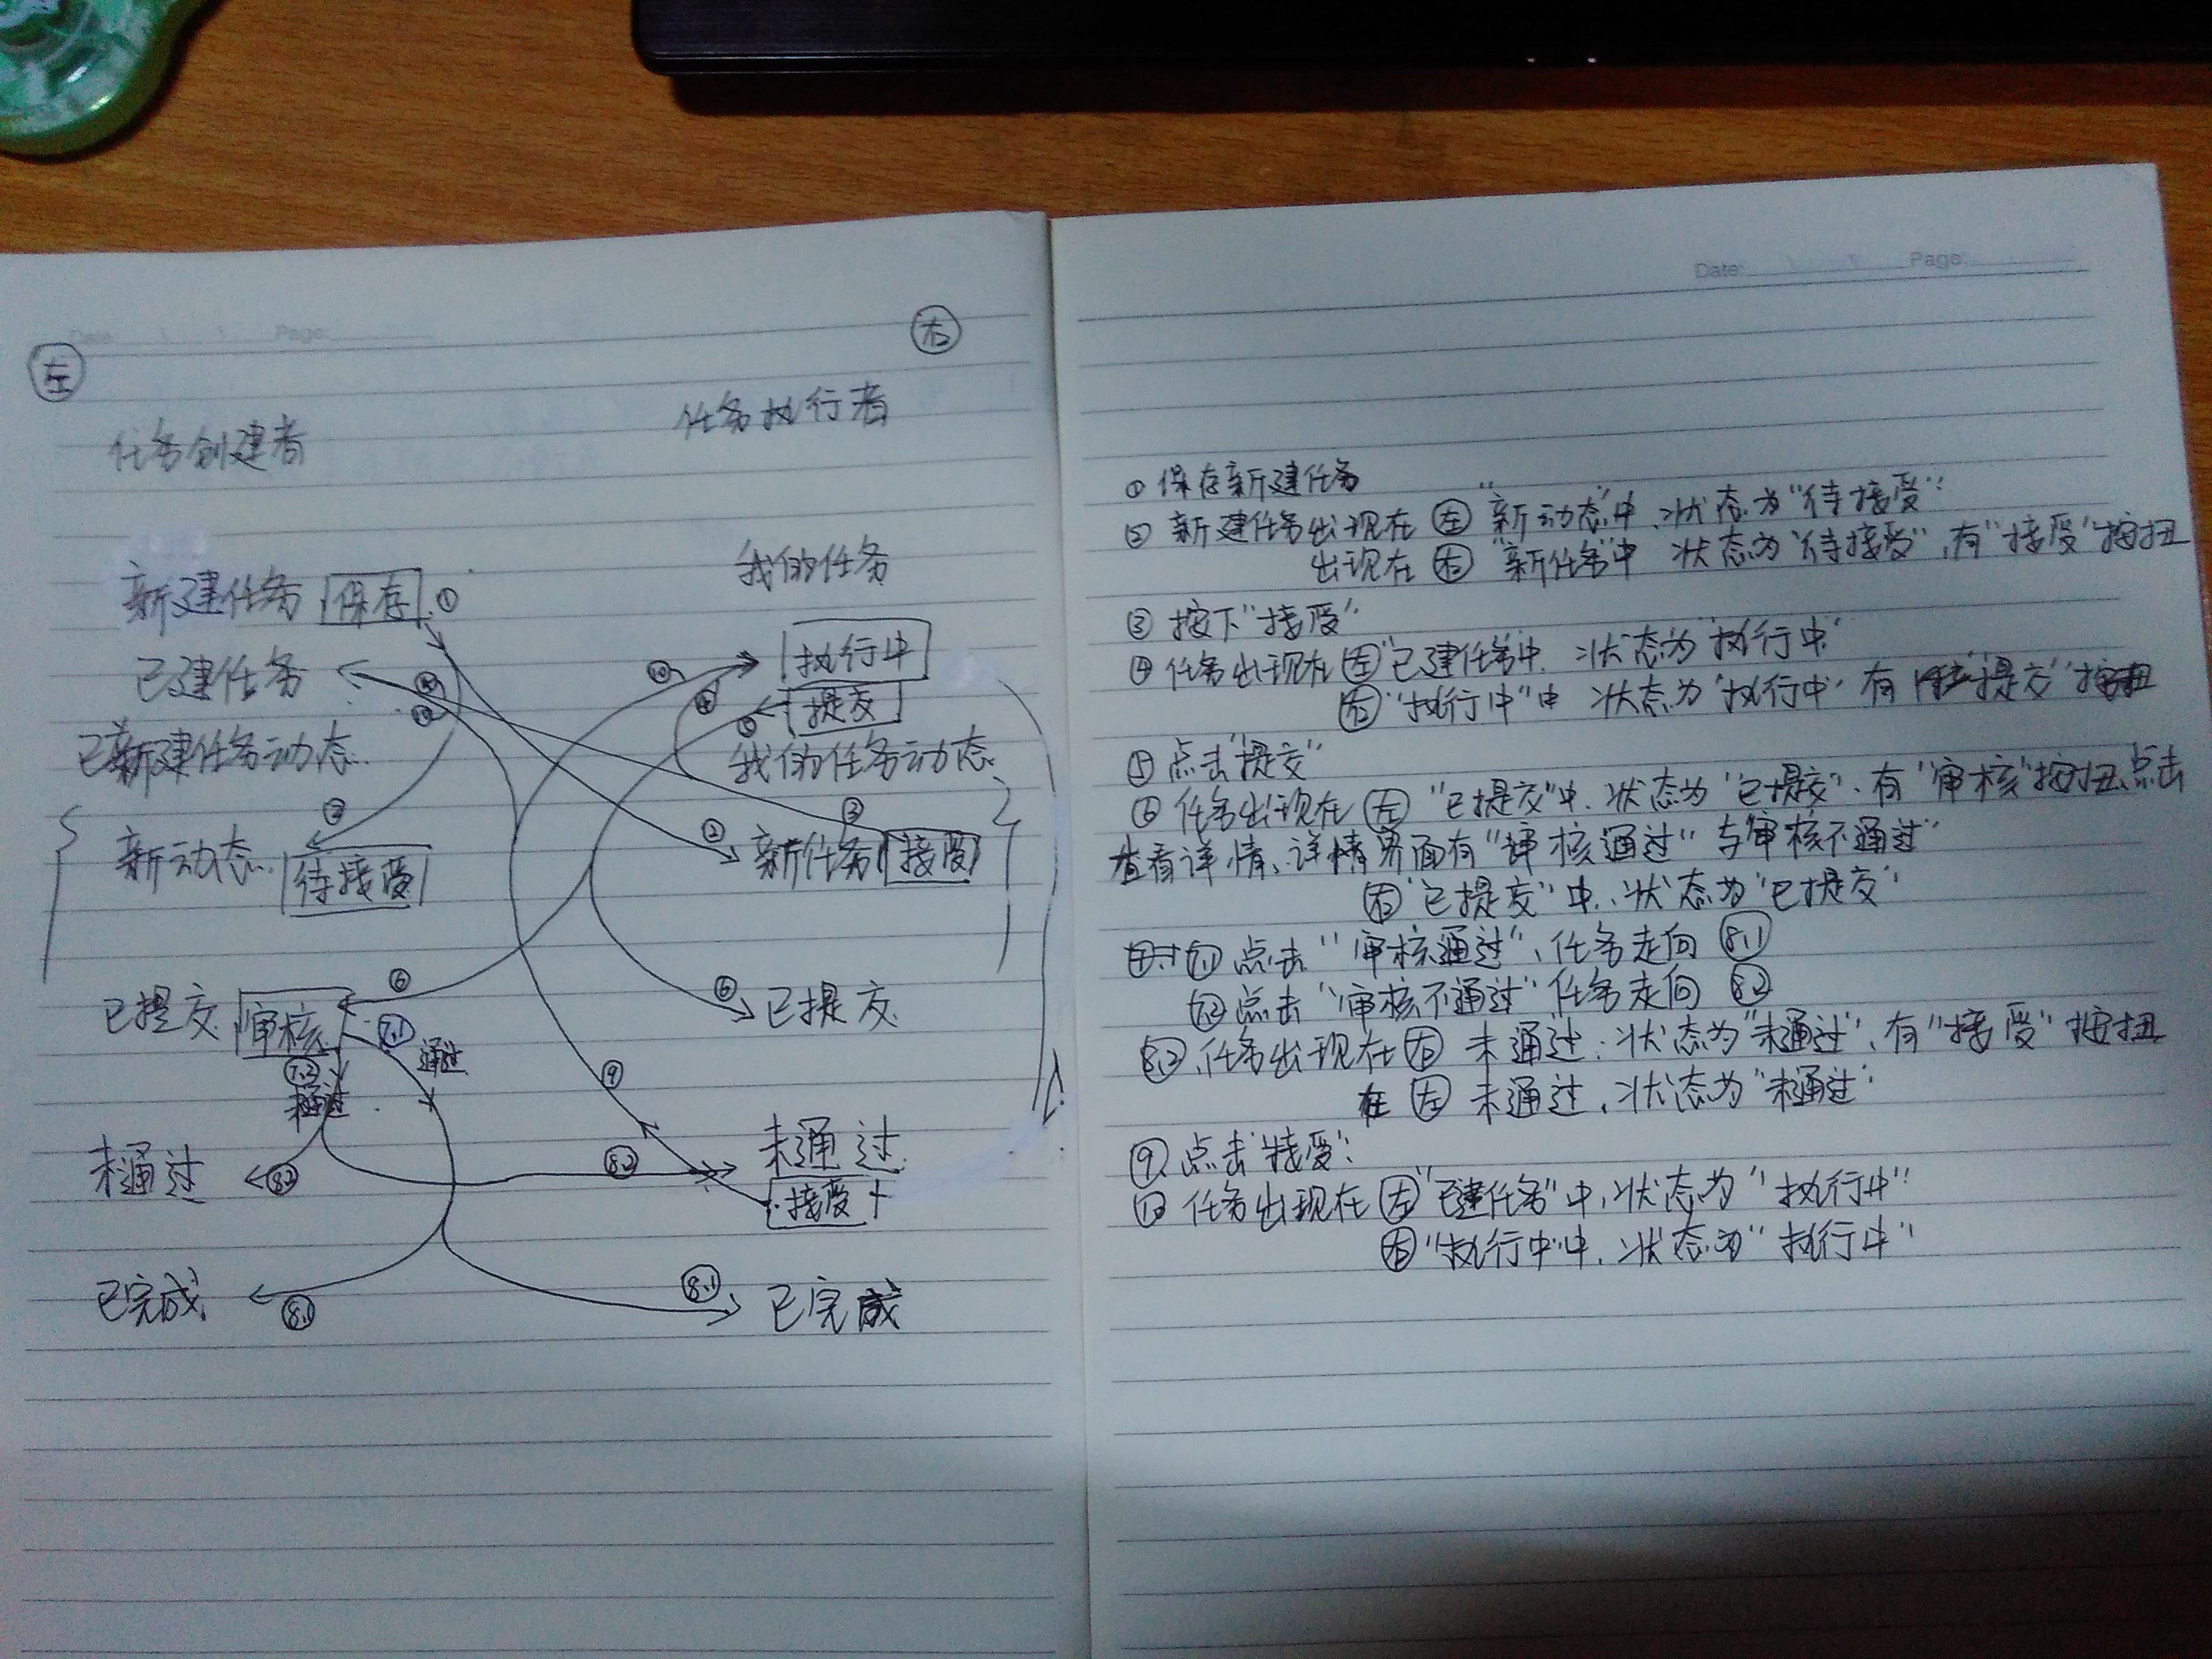 Date: Page:
左
右
任务创建者
任务执行者
新建任务 保存 ①
我的任务
已建任务
执行中
提交
已新建任务动态
我的任务动态
新动态 待接受
新任务 接受
已提交 审核
已提交
7.1 通过
7.2 未通过
未通过
未通过
接受
已完成
已完成
② ② ③ ④ ④ ⑤ ⑥ ⑥ 8.2 8.2 8.1 8.1 ⑨ ⑩ ⑩
Date: Page:
① 保存新建任务
② 新建任务出现在 左 "新动态"中、状态为"待接受"
出现在 右 "新任务"中 状态为"待接受",有"接受"按扭
③ 按下"接受"
④ 任务出现在 左 "已建任务"中. 状态为"执行中"
右 "执行中"中 状态为"执行中" 有 "提交"按扭
⑤ 点击"提交"
⑥ 任务出现在 左 "已提交"中. 状态为"已提交". 有"审核"按扭、点击
查看详情、详情界面有"审核通过"与"审核不通过"
右 "已提交"中. 状态为"已提交"
7.1 点击"审核通过"、任务走向 8.1
7.2 点击"审核不通过"任务走向 8.2
8.2 任务出现在 右 未通过; 状态为"未通过"、有"接受"按扭
在 左 未通过、状态为"未通过"
⑨ 点击"接受"
⑩ 任务出现在 左 "已建任务"中, 状态为"执行中"
右 "执行中"中. 状态为"执行中"